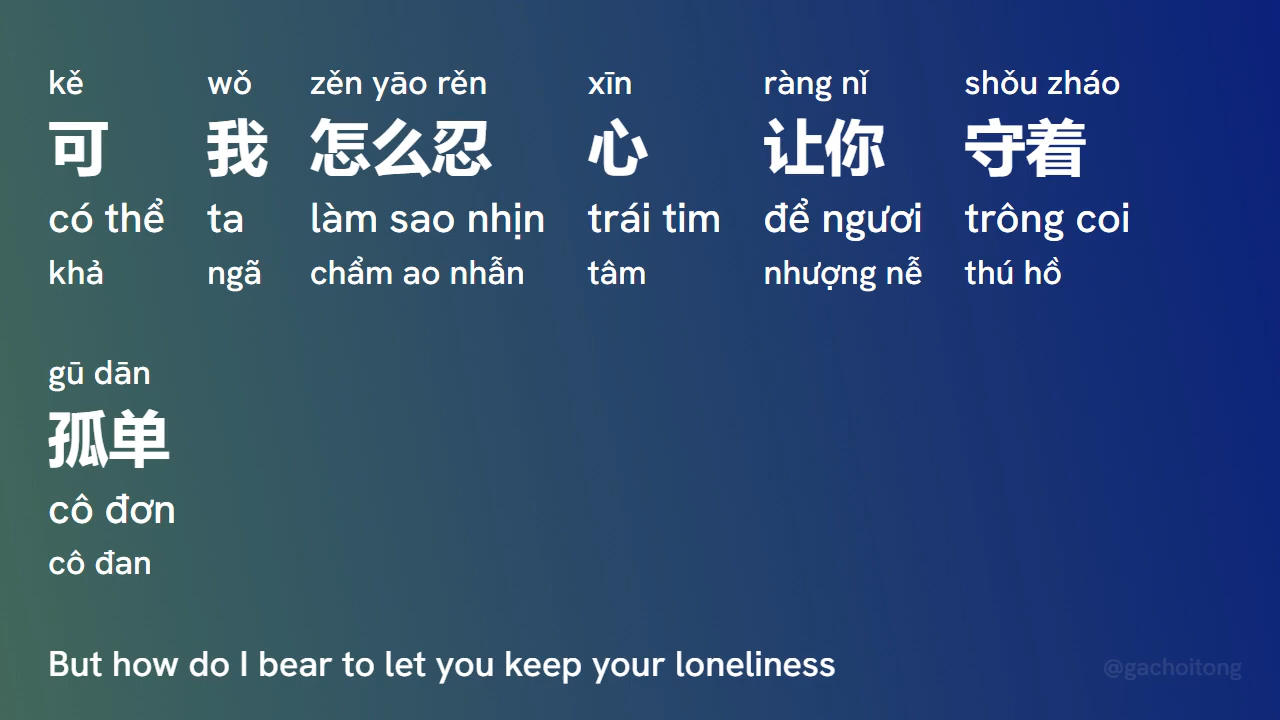 kě wǒ zěn yāo rěn xīn ràng nǐ shǒu zháo
可 我 怎么忍 心 让你 守着
có thể ta làm sao nhịn trái tim để ngươi trông coi
khả ngã chẩm ao nhẫn tâm nhượng nễ thú hồ
gū dān
孤单
cô đơn
cô đan
But how do I bear to let you keep your loneliness
@gachoitong